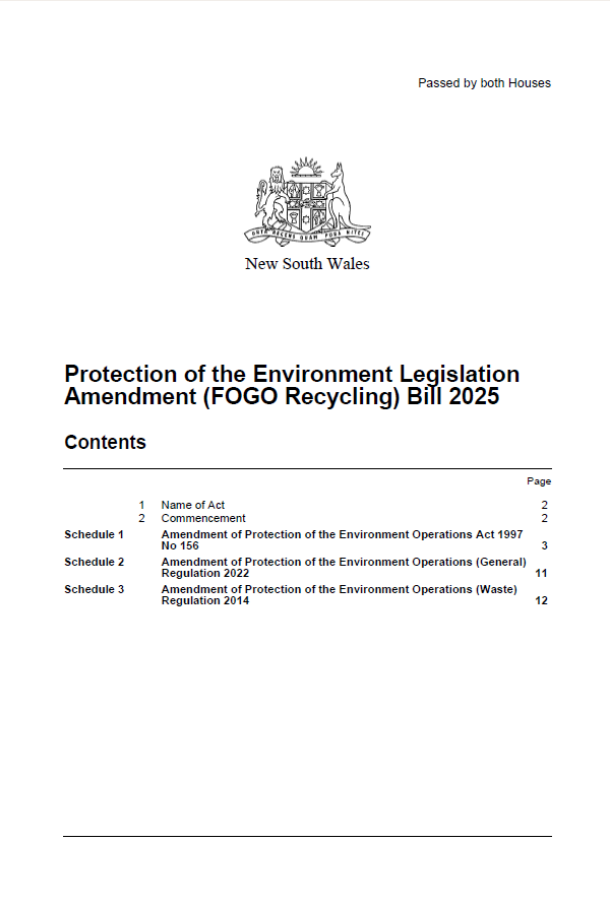 Passed by both Houses
New South Wales
Protection of the Environment Legislation
Amendment (FOGO Recycling) Bill 2025
Contents
Page
1 Name of Act 2
2 Commencement 2
Schedule 1 Amendment of Protection of the Environment Operations Act 1997
No 156 3
Schedule 2 Amendment of Protection of the Environment Operations (General)
Regulation 2022 11
Schedule 3 Amendment of Protection of the Environment Operations (Waste)
Regulation 2014 12